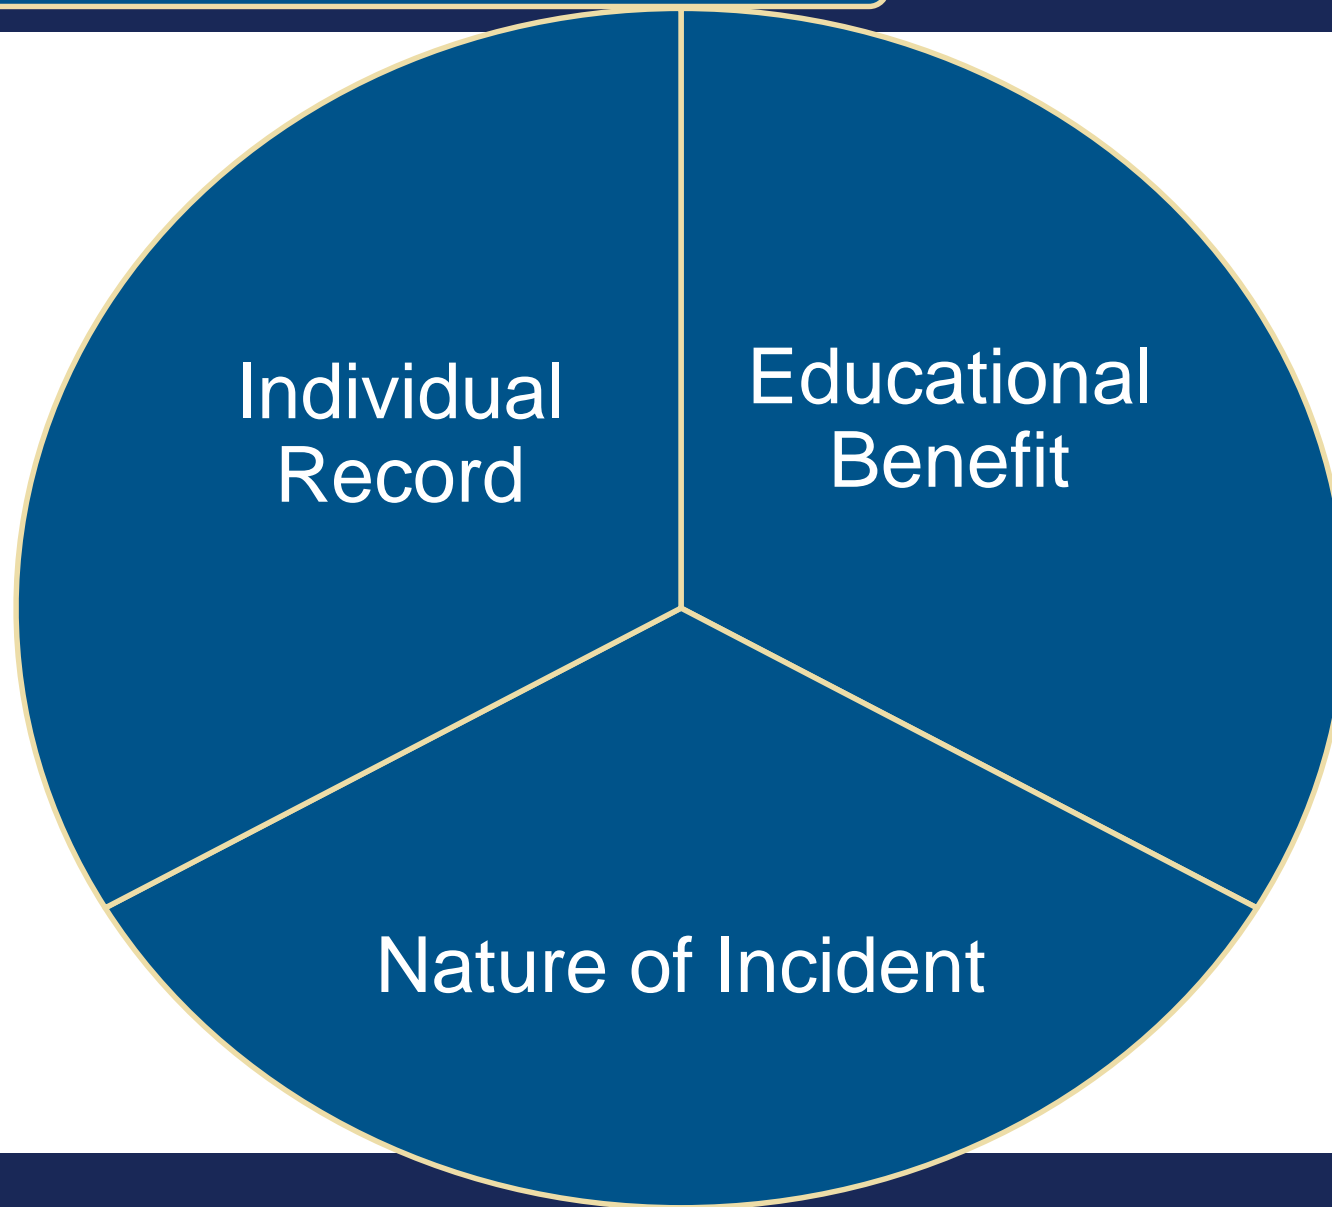 Individual
Record
Educational
Benefit
Nature of Incident